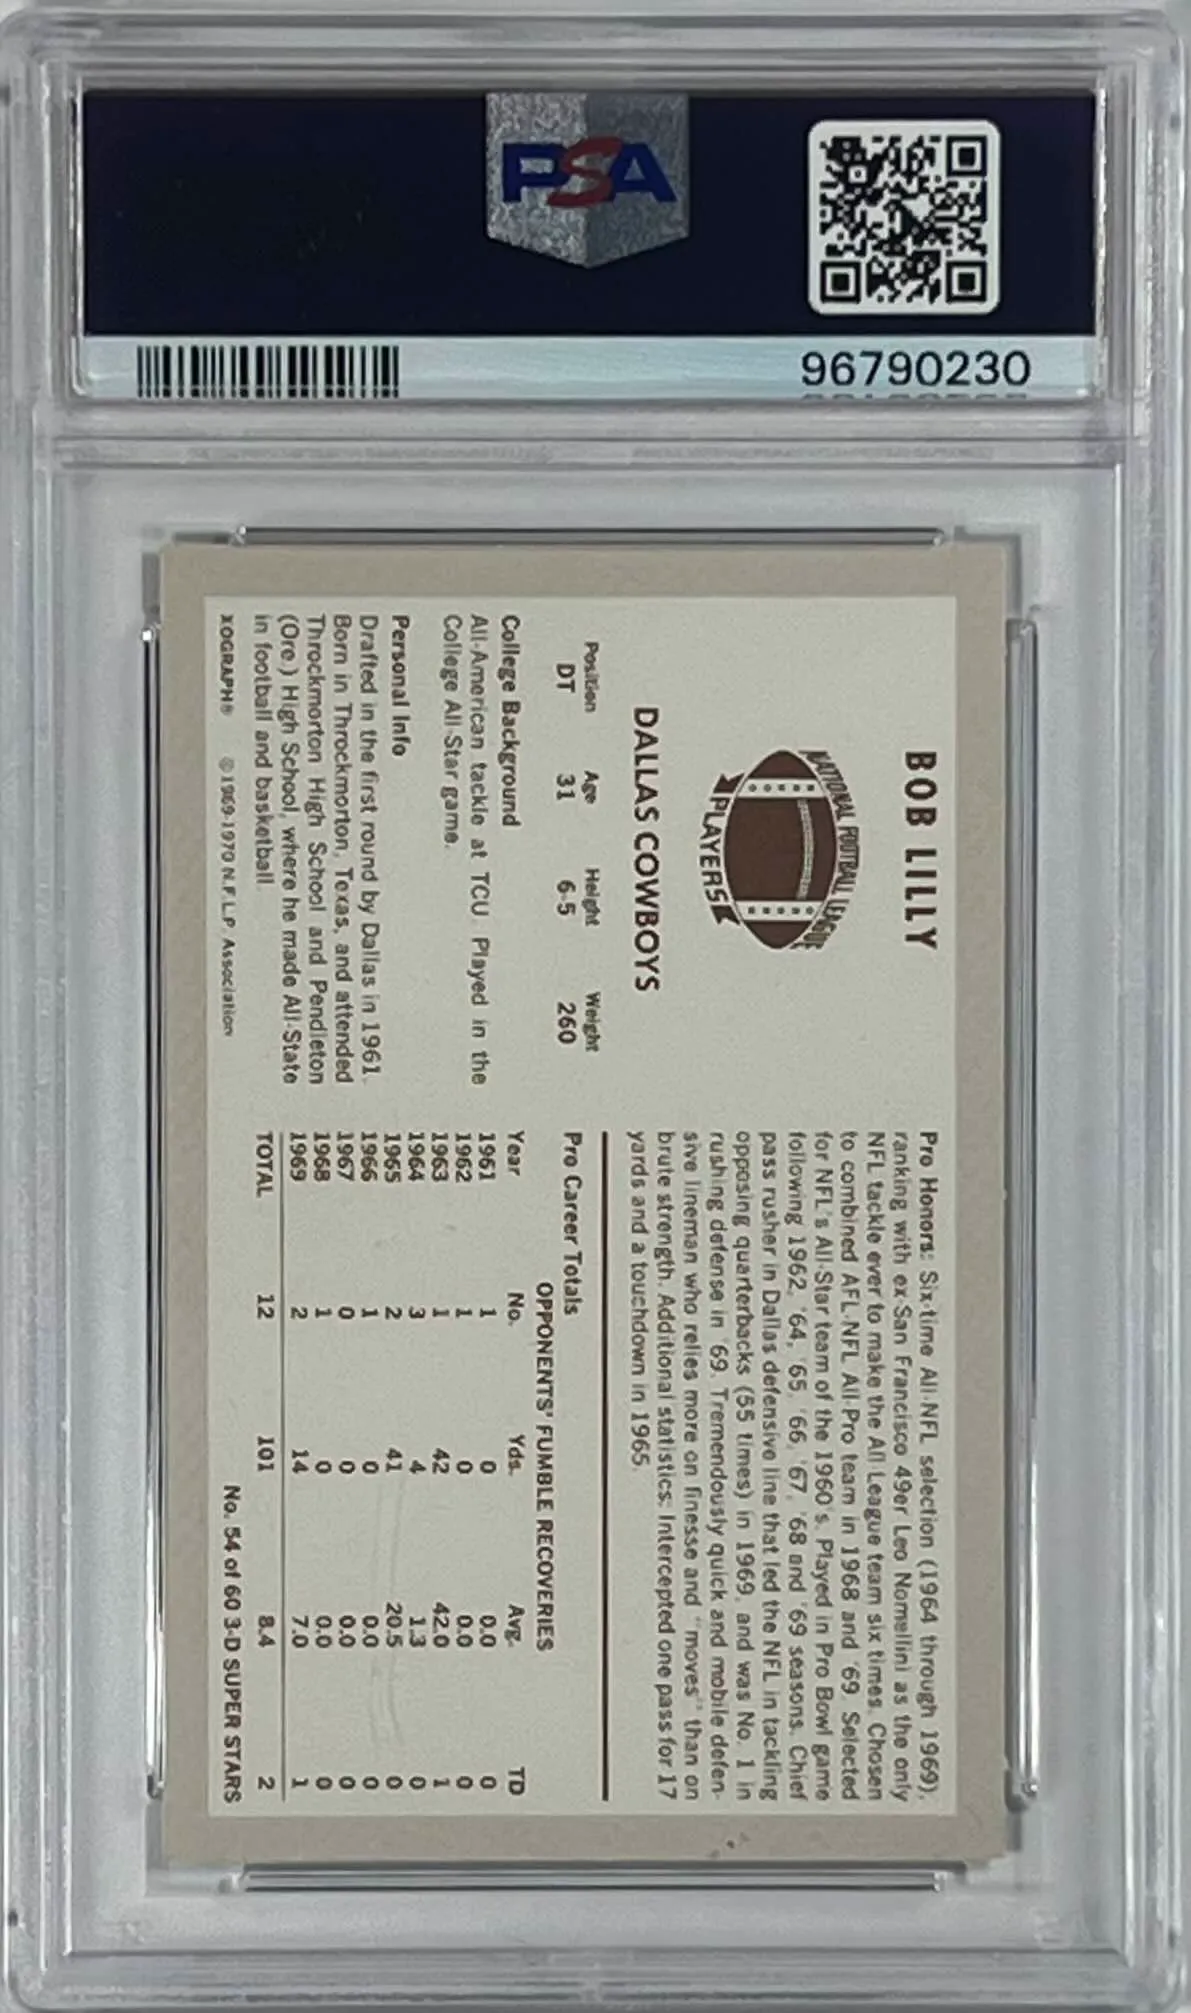 PSA
96790230
BOB LILLY
NATIONAL FOOTBALL LEAGUE
PLAYERS
DALLAS COWBOYS
Position Age Height Weight
DT 31 6-5 260
College Background
All-American tackle at TCU. Played in the
College All-Star game.
Personal Info
Drafted in the first round by Dallas in 1961.
Born in Throckmorton, Texas, and attended
Throckmorton High School and Pendleton
(Ore.) High School, where he made All-State
in football and basketball.
XOGRAPH® ©1969-1970 N.F.L.P. Association
Pro Honors: Six-time All-NFL selection (1964 through 1969),
ranking with ex-San Francisco 49er Leo Nomellini as the only
NFL tackle ever to make the All League team six times. Chosen
to combined AFL-NFL All-Pro team in 1968 and '69. Selected
for NFL's All-Star team of the 1960's. Played in Pro Bowl game
following 1962, '64, '65, '66, '67, '68 and '69 seasons. Chief
pass rusher in Dallas defensive line that led the NFL in tackling
opposing quarterbacks (55 times) in 1969, and was No. 1 in
rushing defense in '69. Tremendously quick and mobile defen-
sive lineman who relies more on finesse and "moves" than on
brute strength. Additional statistics: Intercepted one pass for 17
yards and a touchdown in 1965.
Pro Career Totals
OPPONENTS' FUMBLE RECOVERIES
Year No. Yds. Avg. TD
1961 1 0 0.0 0
1962 1 0 0.0 0
1963 1 42 42.0 1
1964 3 4 1.3 0
1965 2 41 20.5 0
1966 1 0 0.0 0
1967 0 0 0.0 0
1968 1 0 0.0 0
1969 2 14 7.0 1
TOTAL 12 101 8.4 2
No. 54 of 60 3-D SUPER STARS